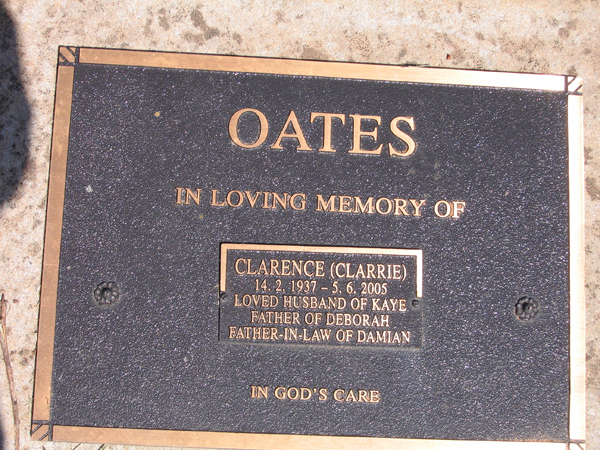 OATES
IN LOVING MEMORY OF
CLARENCE (CLARRIE)
14. 2. 1937 – 5. 6. 2005
LOVED HUSBAND OF KAYE
FATHER OF DEBORAH
FATHER-IN-LAW OF DAMIAN
IN GOD'S CARE